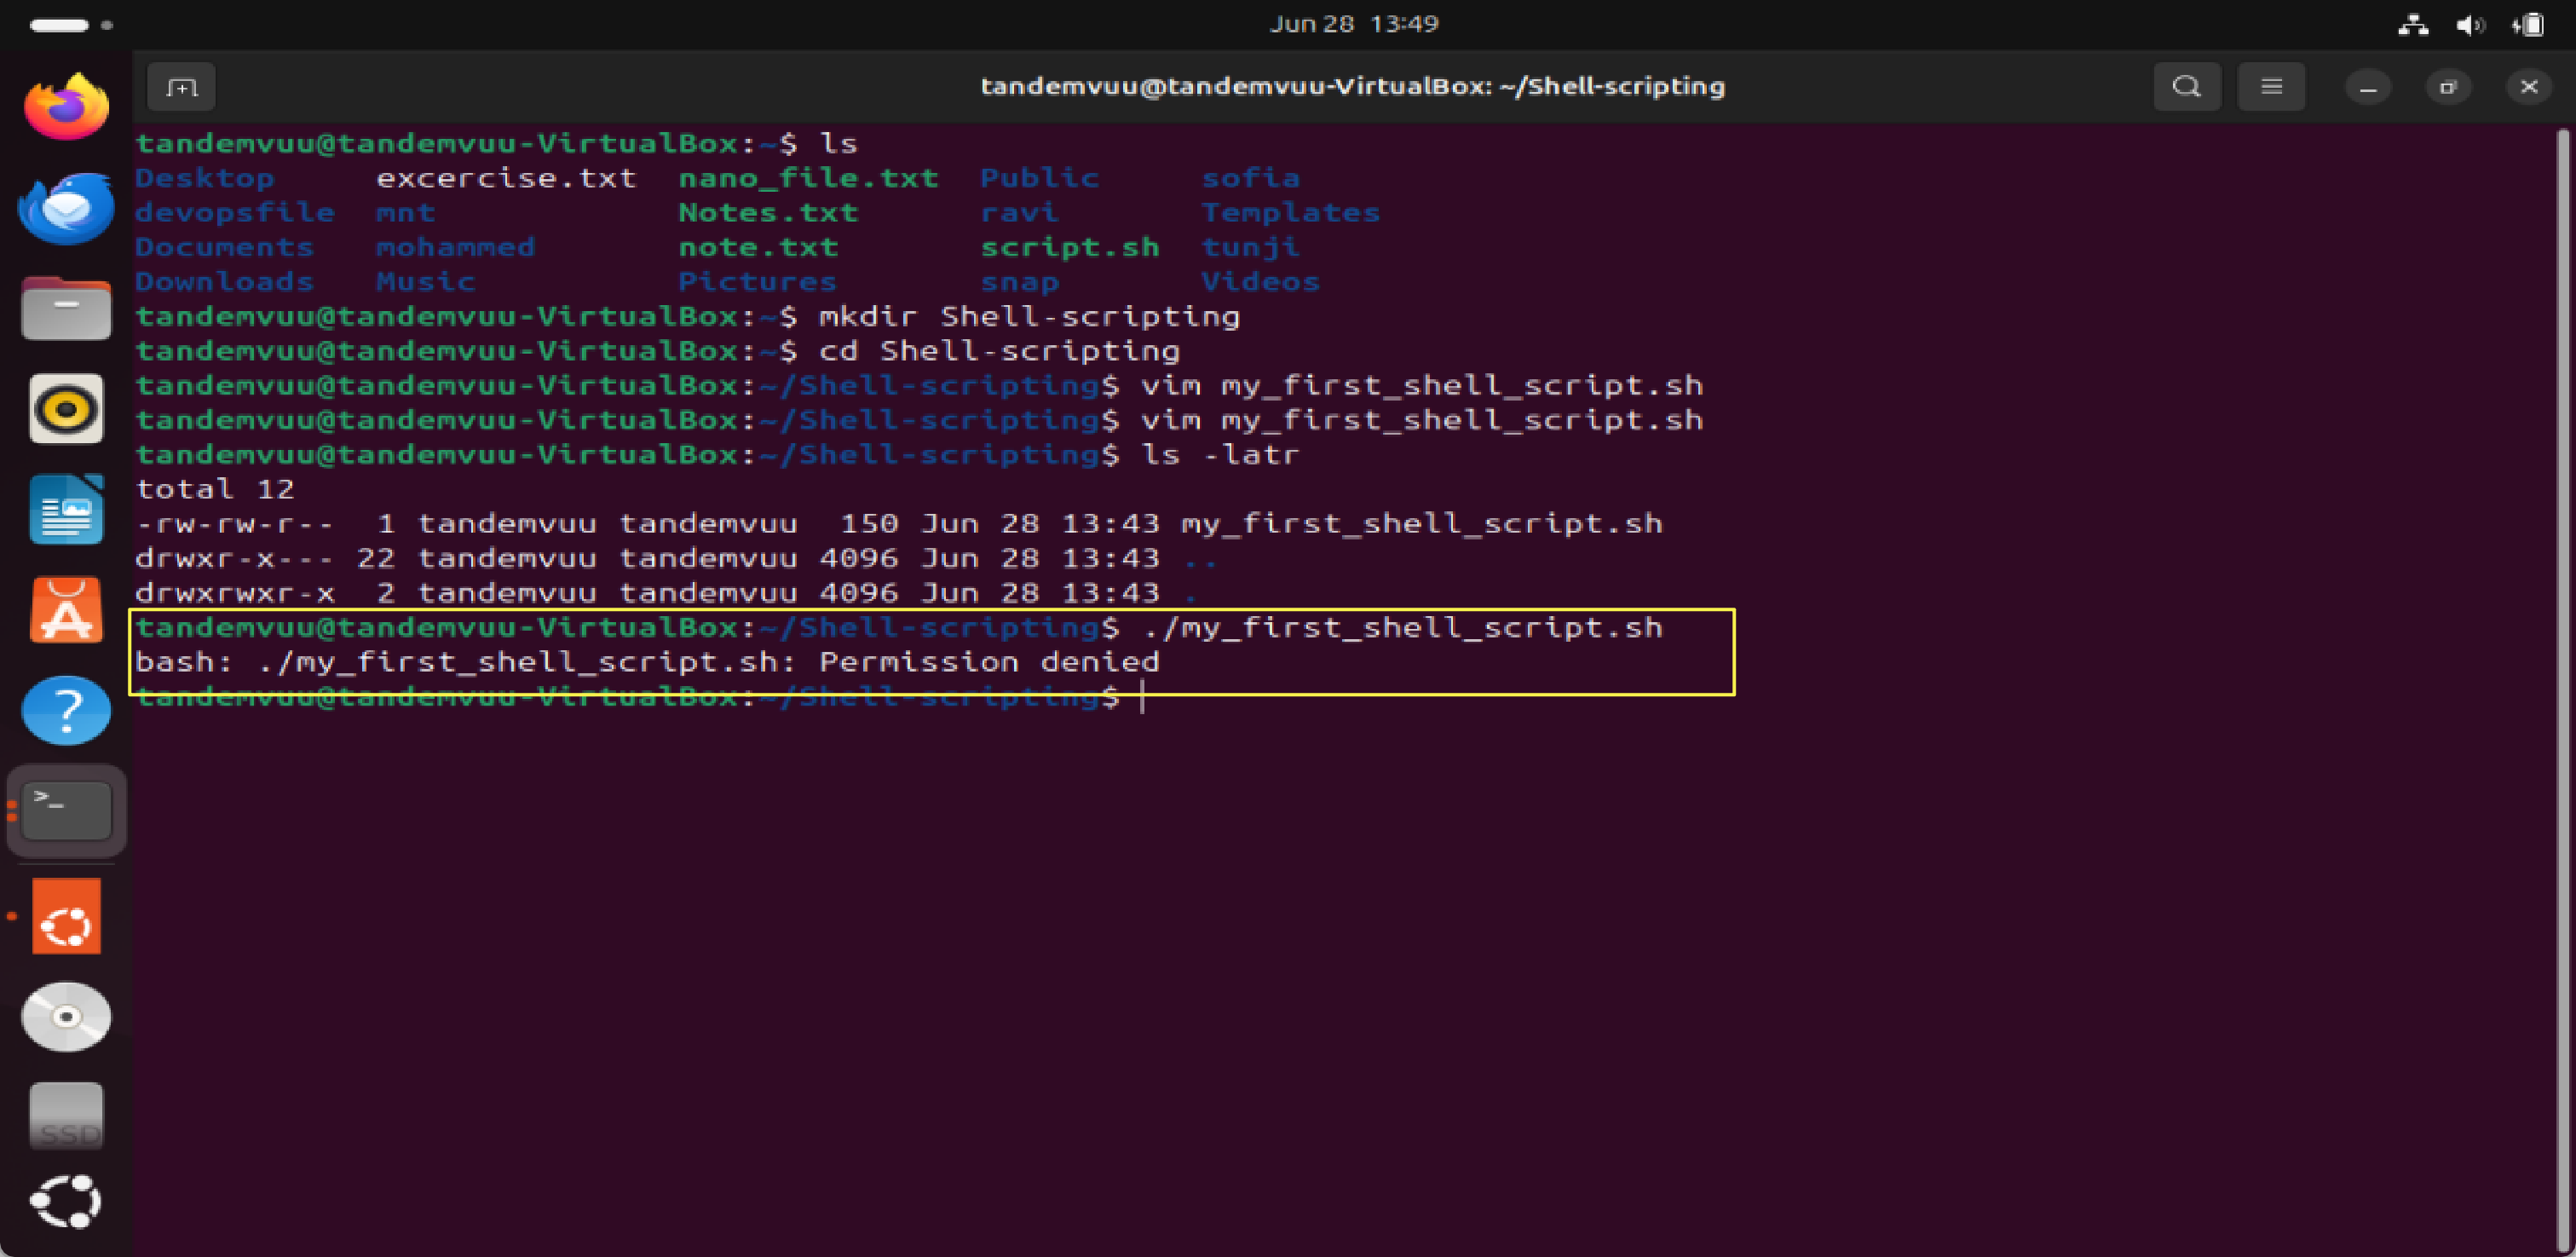 Jun 28 13:49
tandemvuu@tandemvuu-VirtualBox: ~/Shell-scripting
tandemvuu@tandemvuu-VirtualBox:~$ ls
Desktop excercise.txt nano_file.txt Public sofia
devopsfile mnt Notes.txt ravi Templates
Documents mohammed note.txt script.sh tunji
Downloads Music Pictures snap Videos
tandemvuu@tandemvuu-VirtualBox:~$ mkdir Shell-scripting
tandemvuu@tandemvuu-VirtualBox:~$ cd Shell-scripting
tandemvuu@tandemvuu-VirtualBox:~/Shell-scripting$ vim my_first_shell_script.sh
tandemvuu@tandemvuu-VirtualBox:~/Shell-scripting$ vim my_first_shell_script.sh
tandemvuu@tandemvuu-VirtualBox:~/Shell-scripting$ ls -latr
total 12
-rw-rw-r-- 1 tandemvuu tandemvuu 150 Jun 28 13:43 my_first_shell_script.sh
drwxr-x--- 22 tandemvuu tandemvuu 4096 Jun 28 13:43 ..
drwxrwxr-x 2 tandemvuu tandemvuu 4096 Jun 28 13:43 .
tandemvuu@tandemvuu-VirtualBox:~/Shell-scripting$ ./my_first_shell_script.sh
bash: ./my_first_shell_script.sh: Permission denied
tandemvuu@tandemvuu-VirtualBox:~/Shell-scripting$
SSD